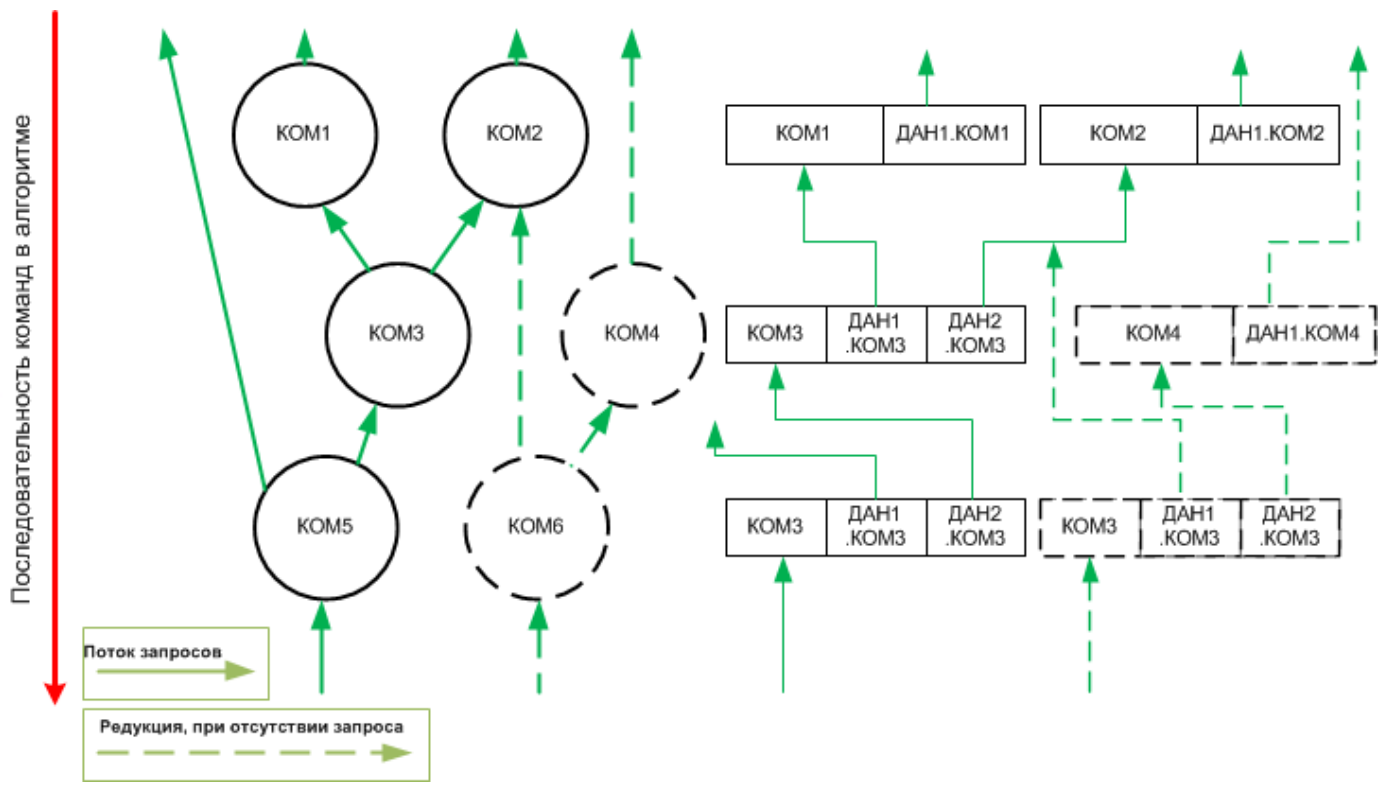 Последовательность команд в алгоритме
КОМ1
КОМ2
КОМ3
КОМ4
КОМ5
КОМ6
Поток запросов
Редукция, при отсутствии запроса
КОМ1
ДАН1.КОМ1
КОМ2
ДАН1.КОМ2
КОМ3
ДАН1
.КОМ3
ДАН2
.КОМ3
КОМ4
ДАН1.КОМ4
КОМ3
ДАН1
.КОМ3
ДАН2
.КОМ3
КОМ3
ДАН1
.КОМ3
ДАН2
.КОМ3